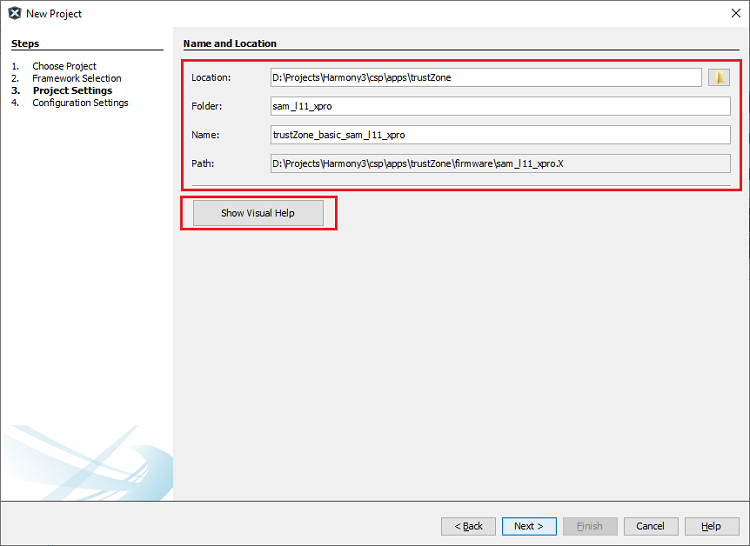 New Project
Steps
1. Choose Project
2. Framework Selection
3. Project Settings
4. Configuration Settings
Name and Location
Location: D:\Projects\Harmony3\csp\apps\trustZone
Folder: sam_l11_xpro
Name: trustZone_basic_sam_l11_xpro
Path: D:\Projects\Harmony3\csp\apps\trustZone\firmware\sam_l11_xpro.X
Show Visual Help
< Back Next > Finish Cancel Help